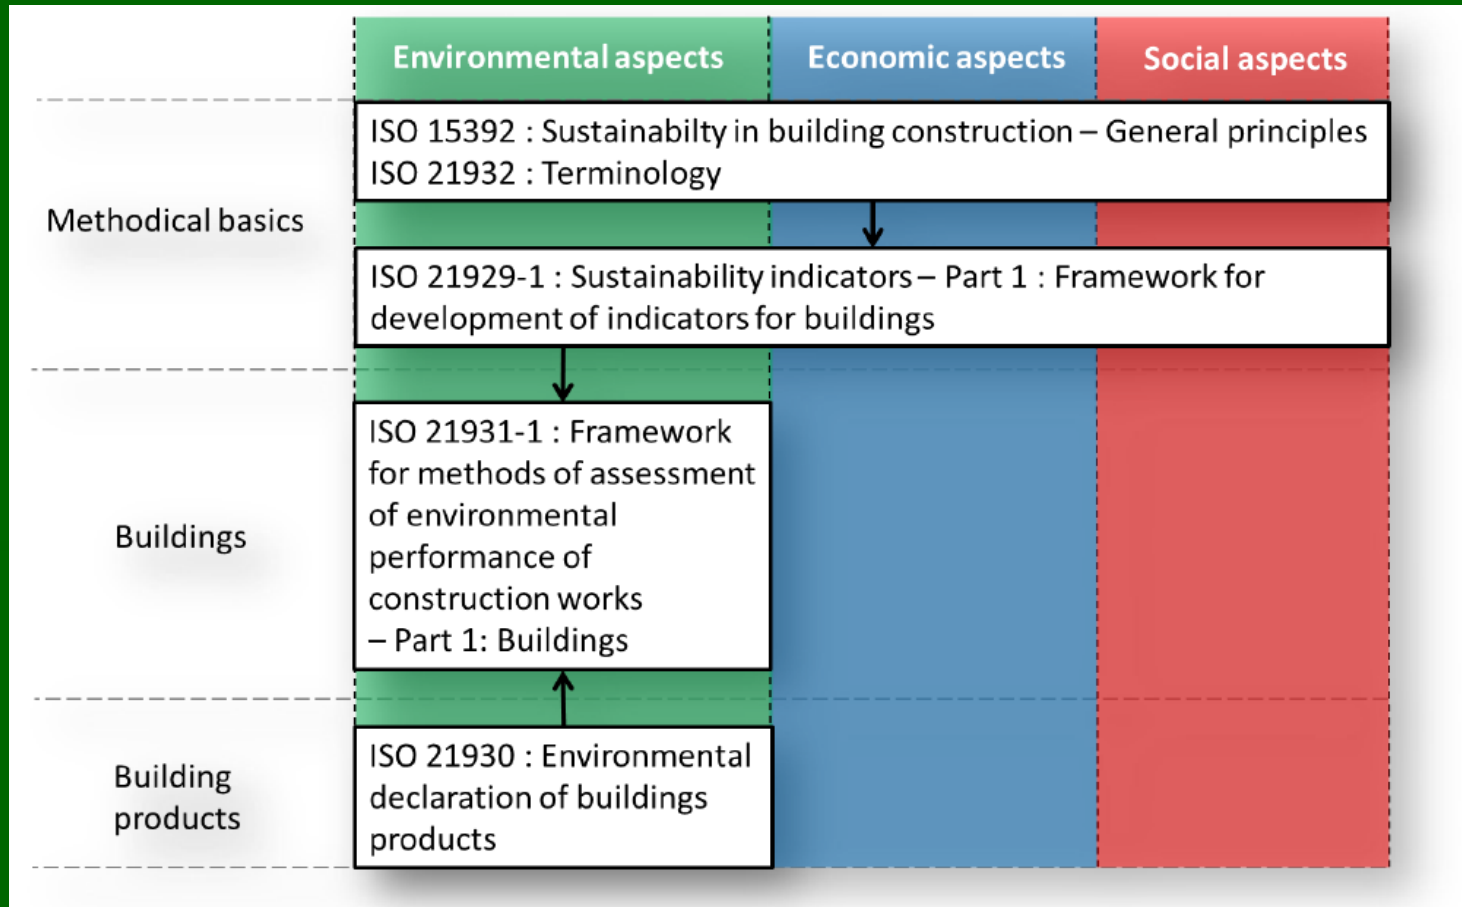 Environmental aspects
Economic aspects
Social aspects
Methodical basics
ISO 15392 : Sustainabilty in building construction – General principles
ISO 21932 : Terminology
ISO 21929-1 : Sustainability indicators – Part 1 : Framework for
development of indicators for buildings
Buildings
ISO 21931-1 : Framework
for methods of assessment
of environmental
performance of
construction works
– Part 1: Buildings
Building
products
ISO 21930 : Environmental
declaration of buildings
products